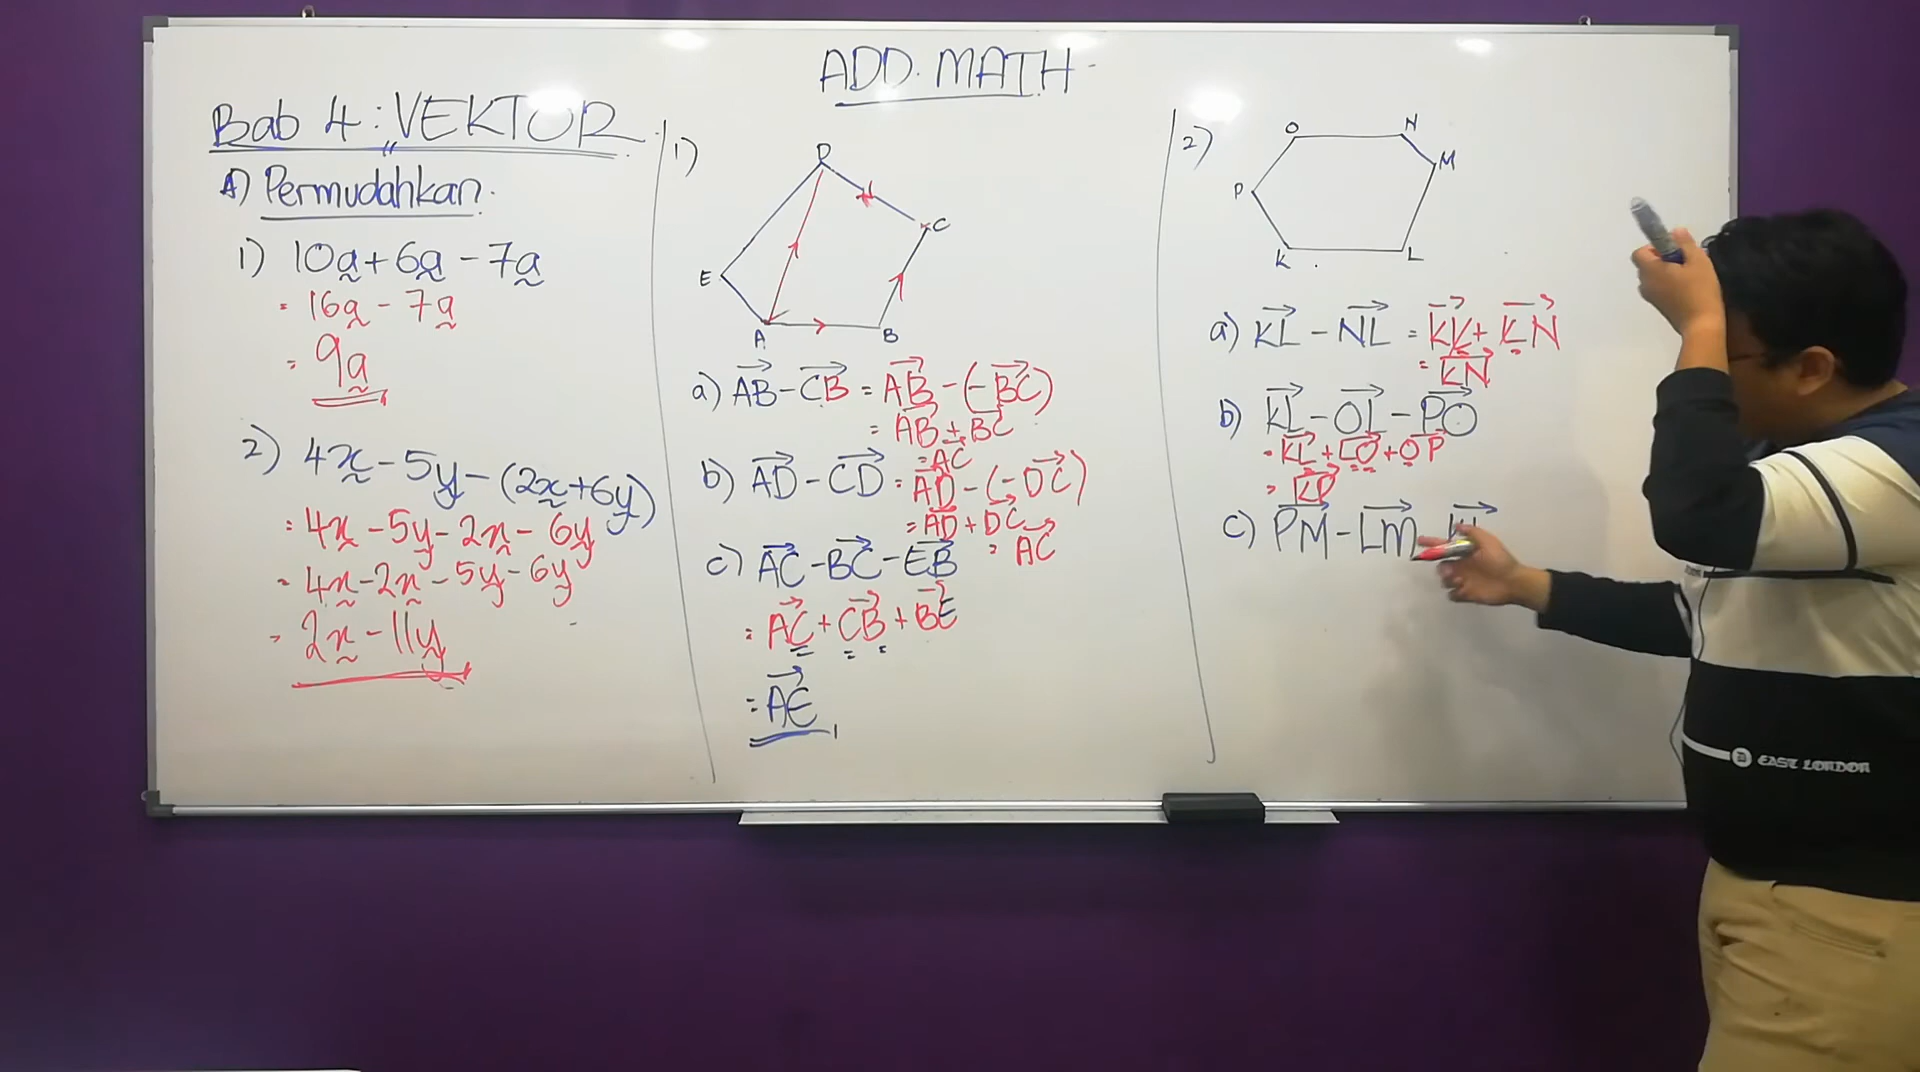 ADD. MATH
Bab 4 : VEKTOR
A) Permudahkan.
1) 10a + 6a - 7a
= 16a - 7a
= 9a
2) 4x - 5y - (2x + 6y)
= 4x - 5y - 2x - 6y
= 4x - 2x - 5y - 6y
= 2x - 11y
1)
D
C
E
A
B
a) AB - CB = AB - (-BC)
= AB + BC
= AC
b) AD - CD = AD - (-DC)
= AD + DC
= AC
c) AC - BC - EB
= AC + CB + BE
= AE
2)
O
N
M
P
K
L
a) KL - NL = KL + LN
= KN
b) KL - OL - PO
= KL + LO + OP
= KP
c) PM - LM -
EAST LONDON